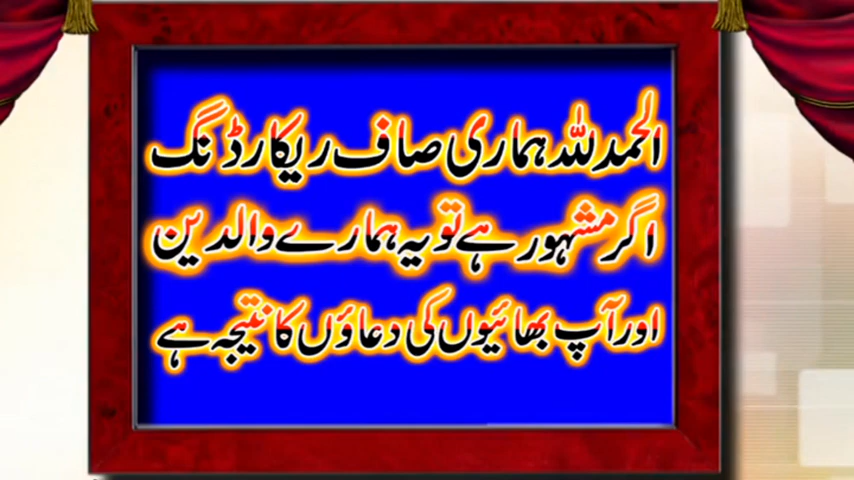 الحمدللہ ہماری صاف ریکارڈنگ
اگر مشہور ہے تو یہ ہمارے والدین
اور آپ بھائیوں کی دعاؤں کا نتیجہ ہے